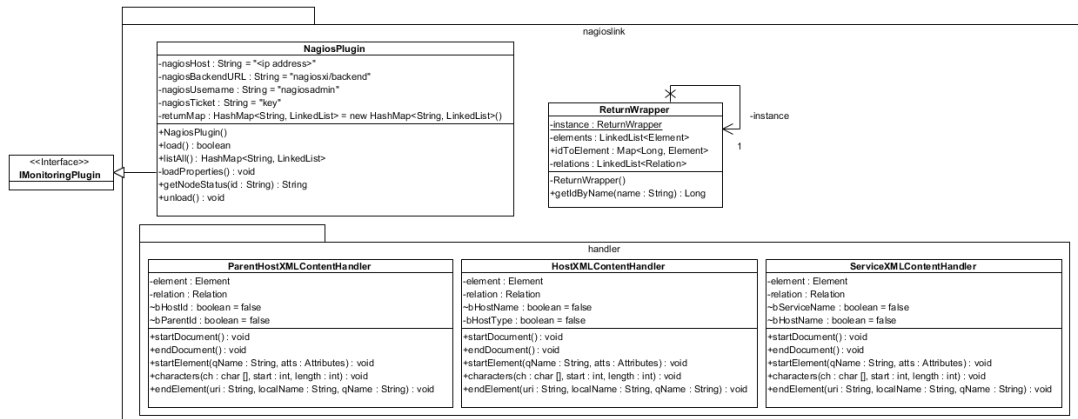 nagioslink
NagiosPlugin
-nagiosHost : String = "<ip address>"
-nagiosBackendURL : String = "nagiosxi/backend"
-nagiosUsername : String = "nagiosadmin"
-nagiosTicket : String = "key"
-returnMap : HashMap<String, LinkedList> = new HashMap<String, LinkedList>()
+NagiosPlugin()
+load() : boolean
+listAll() : HashMap<String, LinkedList>
-loadProperties() : void
+getNodeStatus(id : String) : String
+unload() : void
<<Interface>>
IMonitoringPlugin
ReturnWrapper
-instance : ReturnWrapper
-elements : LinkedList<Element>
+idToElement : Map<Long, Element>
-relations : LinkedList<Relation>
-ReturnWrapper()
+getIdByName(name : String) : Long
-instance
1
handler
ParentHostXMLContentHandler
-element : Element
-relation : Relation
~bHostId : boolean = false
~bParentId : boolean = false
+startDocument() : void
+endDocument() : void
+startElement(qName : String, atts : Attributes) : void
+characters(ch : char [], start : int, length : int) : void
+endElement(uri : String, localName : String, qName : String) : void
HostXMLContentHandler
-element : Element
-relation : Relation
~bHostName : boolean = false
-bHostType : boolean = false
+startDocument() : void
+endDocument() : void
+startElement(qName : String, atts : Attributes) : void
+characters(ch : char [], start : int, length : int) : void
+endElement(uri : String, localName : String, qName : String) : void
ServiceXMLContentHandler
-element : Element
-relation : Relation
~bServiceName : boolean = false
~bHostName : boolean = false
+startDocument() : void
+endDocument() : void
+startElement(qName : String, atts : Attributes) : void
+characters(ch : char [], start : int, length : int) : void
+endElement(uri : String, localName : String, qName : String) : void